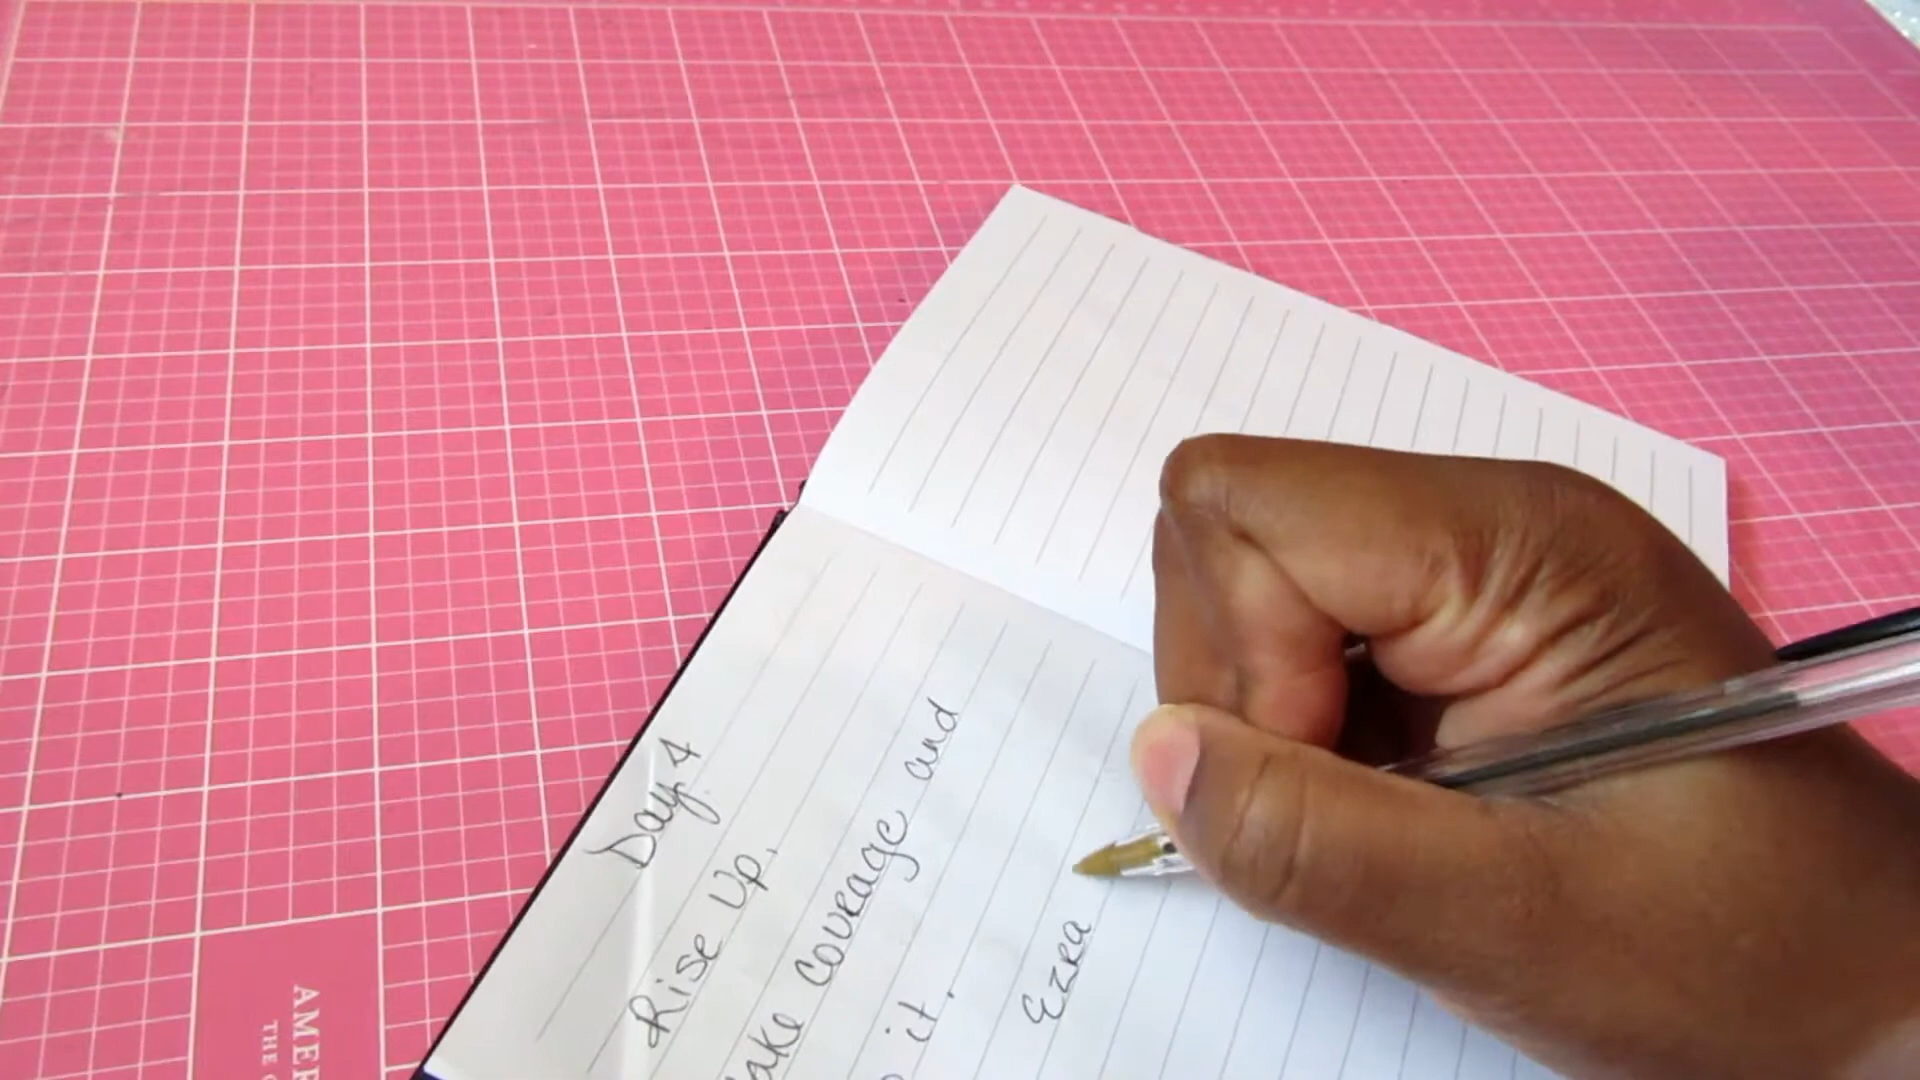 Day 4
Rise Up.
ake Courage and
it.
Ezra
AMER
THE